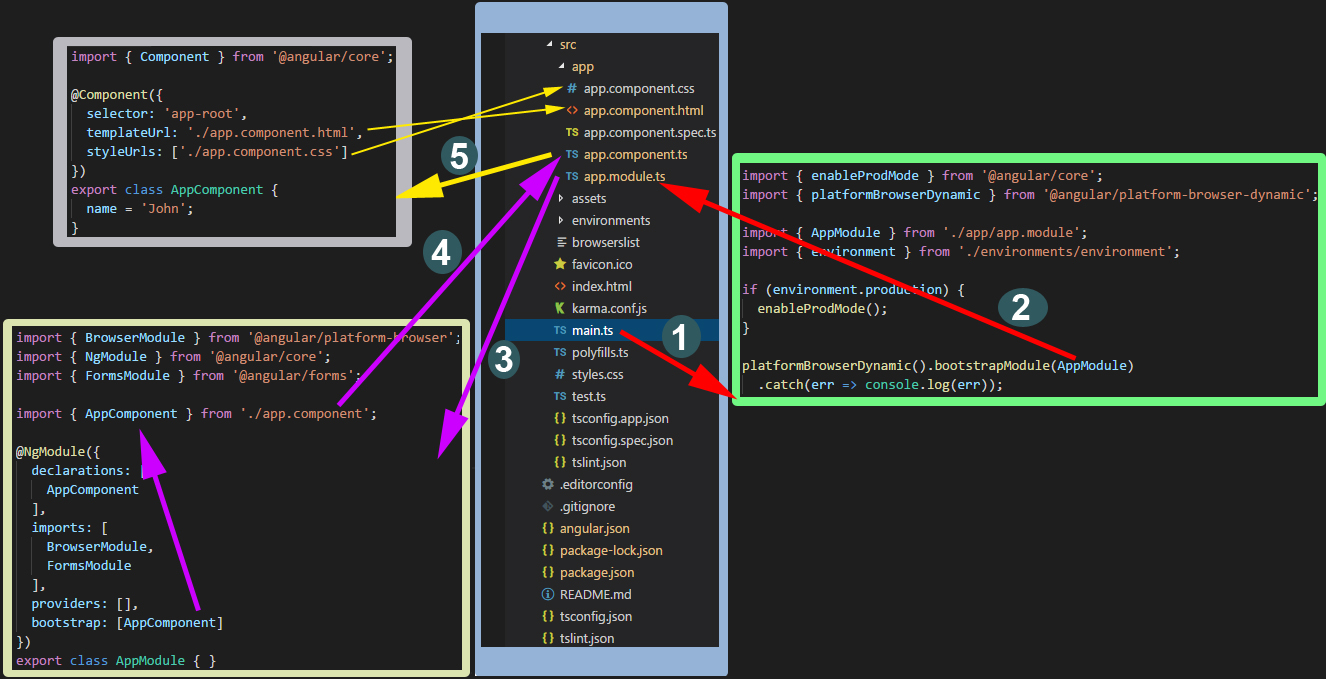 import { Component } from '@angular/core';
@Component({
selector: 'app-root',
templateUrl: './app.component.html',
styleUrls: ['./app.component.css']
})
export class AppComponent {
name = 'John';
}
5
4
import { BrowserModule } from '@angular/platform-browser';
import { NgModule } from '@angular/core';
import { FormsModule } from '@angular/forms';
import { AppComponent } from './app.component';
@NgModule({
declarations: [
AppComponent
],
imports: [
BrowserModule,
FormsModule
],
providers: [],
bootstrap: [AppComponent]
})
export class AppModule { }
3
src
app
# app.component.css
<> app.component.html
TS app.component.spec.ts
TS app.component.ts
TS app.module.ts
assets
environments
browserslist
favicon.ico
<> index.html
K karma.conf.js
TS main.ts
TS polyfills.ts
# styles.css
TS test.ts
{} tsconfig.app.json
{} tsconfig.spec.json
{} tslint.json
.editorconfig
.gitignore
{} angular.json
{} package-lock.json
{} package.json
README.md
{} tsconfig.json
{} tslint.json
1
import { enableProdMode } from '@angular/core';
import { platformBrowserDynamic } from '@angular/platform-browser-dynamic';
import { AppModule } from './app/app.module';
import { environment } from './environments/environment';
if (environment.production) {
enableProdMode();
}
2
platformBrowserDynamic().bootstrapModule(AppModule)
.catch(err => console.log(err));